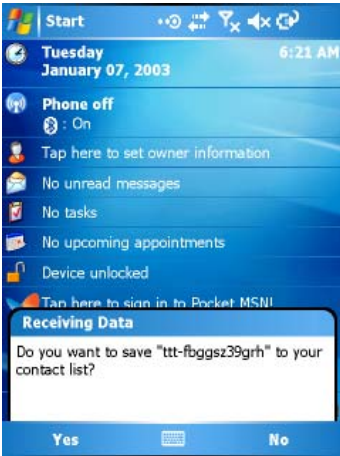 Start
Tuesday 6:21 AM
January 07, 2003
Phone off
: On
Tap here to set owner information
No unread messages
No tasks
No upcoming appointments
Device unlocked
Tap here to sign in to Pocket MSN!
Receiving Data
Do you want to save "ttt-fbggsz39grh" to your
contact list?
Yes No